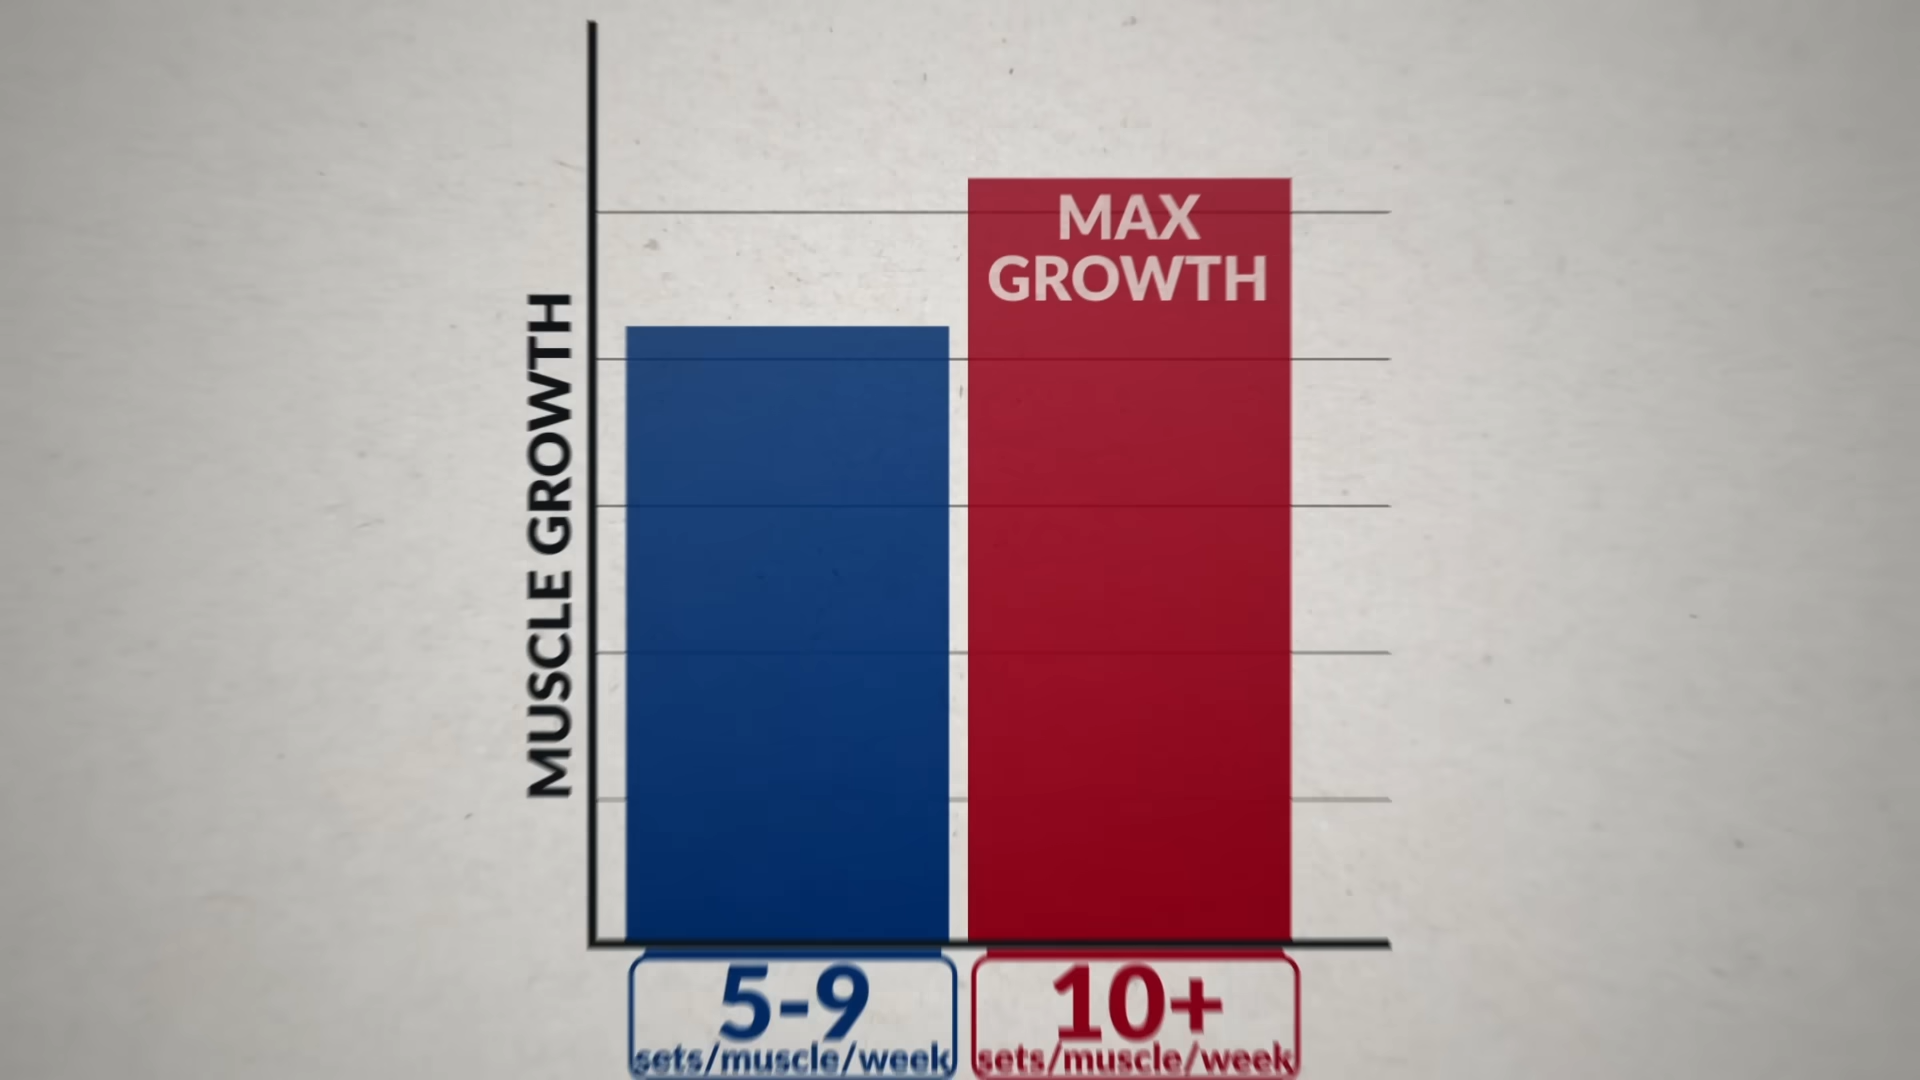 MAX
GROWTH
MUSCLE GROWTH
5-9
sets/muscle/week
10+
sets/muscle/week